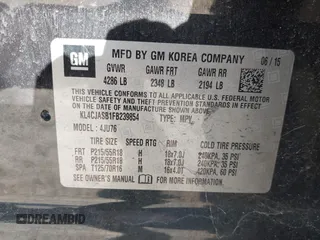 GM
MFD BY GM KOREA COMPANY 06/15
GVWR GAWR FRT GAWR RR
4286 LB 2348 LB 2194 LB
THIS VEHICLE CONFORMS TO ALL APPLICABLE
U.S. FEDERAL MOTOR VEHICLE SAFETY, BUMPER, AND
THEFT PREVENTION STANDARDS IN EFFECT ON THE
DATE OF MANUFACTURE SHOWN ABOVE.
KL4CJASB1FB239854 TYPE: MPV
MODEL: 4JU76
TIRE SIZE SPEED RTG RIM COLD TIRE PRESSURE
FRT P215/55R18 H 18x7.0J 240KPA, 35 PSI
RR P215/55R18 H 18x7.0J 240KPA, 35 PSI
SPA T125/70R16 M 16x4.0T 420KPA, 60 PSI
SEE OWNER'S MANUAL FOR ADDITIONAL INFORMATION.
DREAMBID